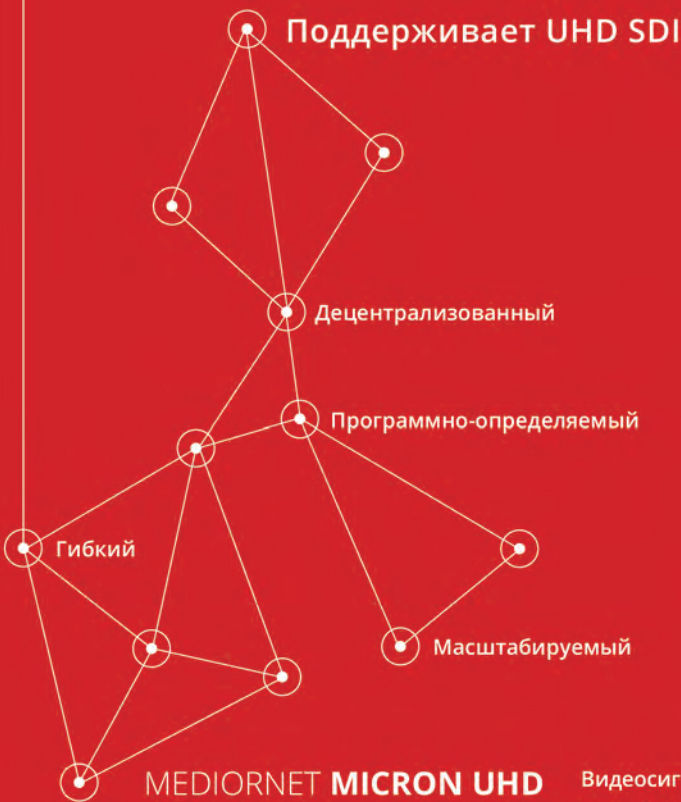 Поддерживает UHD SDI
Децентрализованный
Программно-определяемый
Гибкий
Масштабируемый
MEDIORNET MICRON UHD